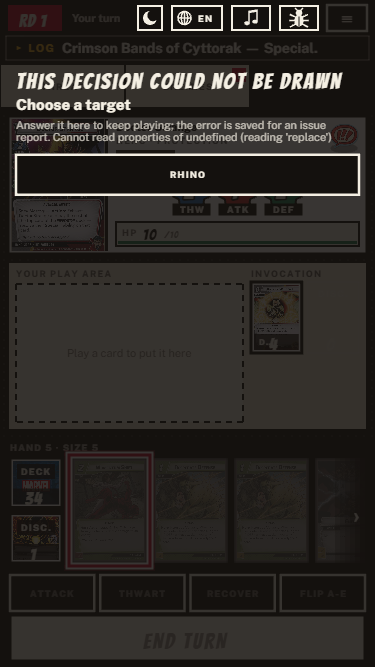 RD 1
Your turn
EN
• LOG Crimson Bands of Cyttorak — Special.
THIS DECISION COULD NOT BE DRAWN
Choose a target
Answer it here to keep playing; the error is saved for an issue
report. Cannot read properties of undefined (reading 'replace')
RHINO
THW
ATK
DEF
HP 10 /10
YOUR PLAY AREA
INVOCATION
Play a card to put it here
HAND 5 · SIZE 5
DECK
34
DISC.
1
ATTACK
THWART
RECOVER
FLIP A-E
END TURN